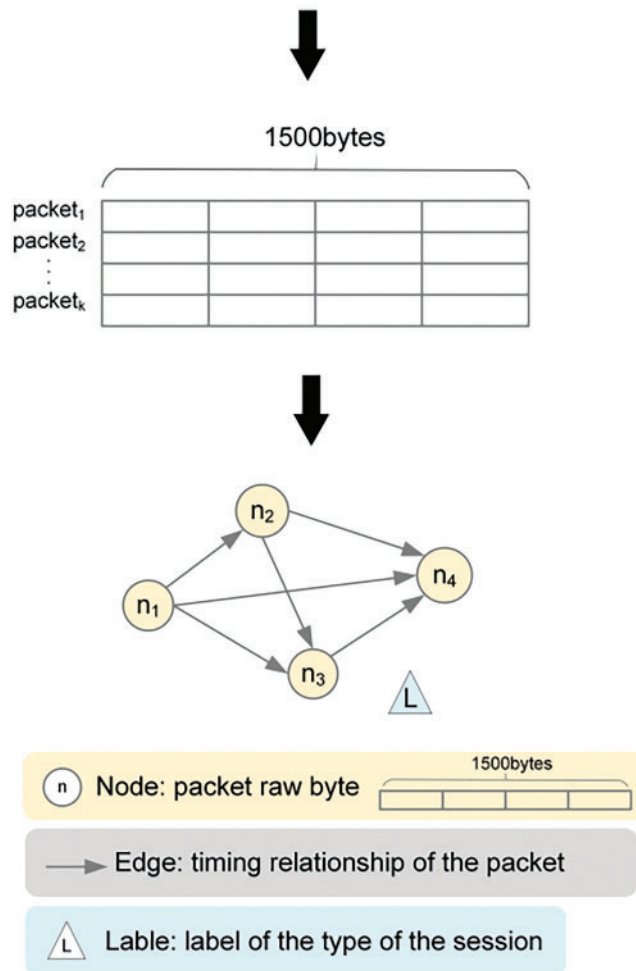 1500bytes
packet₁
packet₂
⋮
packetₖ
n₂
n₄
n₁
n₃
L
1500bytes
n Node: packet raw byte
Edge: timing relationship of the packet
L Lable: label of the type of the session